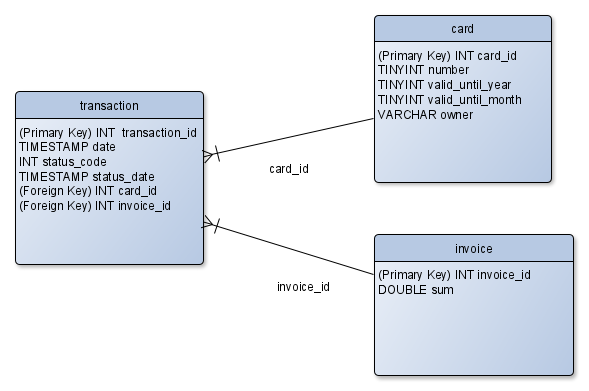 card
(Primary Key) INT card_id
TINYINT number
TINYINT valid_until_year
TINYINT valid_until_month
VARCHAR owner
transaction
(Primary Key) INT transaction_id
TIMESTAMP date
INT status_code
TIMESTAMP status_date
(Foreign Key) INT card_id
(Foreign Key) INT invoice_id
card_id
invoice_id
invoice
(Primary Key) INT invoice_id
DOUBLE sum